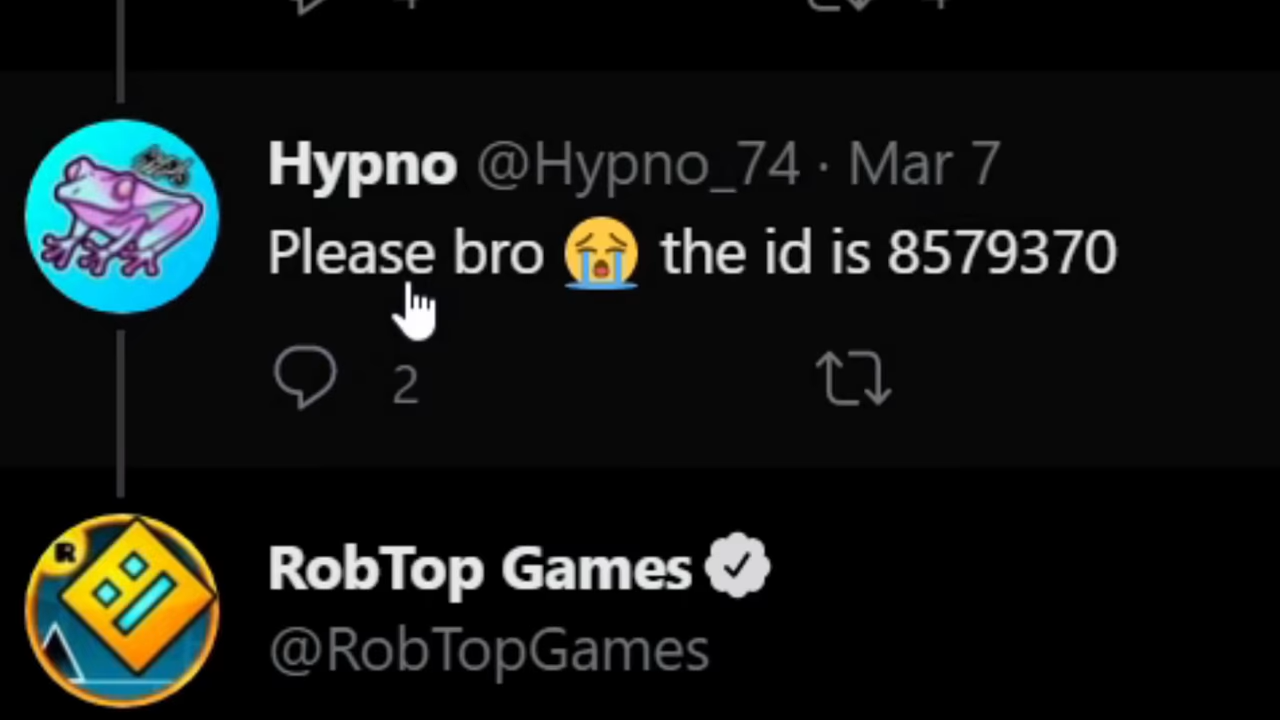 Hypno @Hypno_74 · Mar 7
Please bro 😭 the id is 8579370
2
R
RobTop Games
@RobTopGames